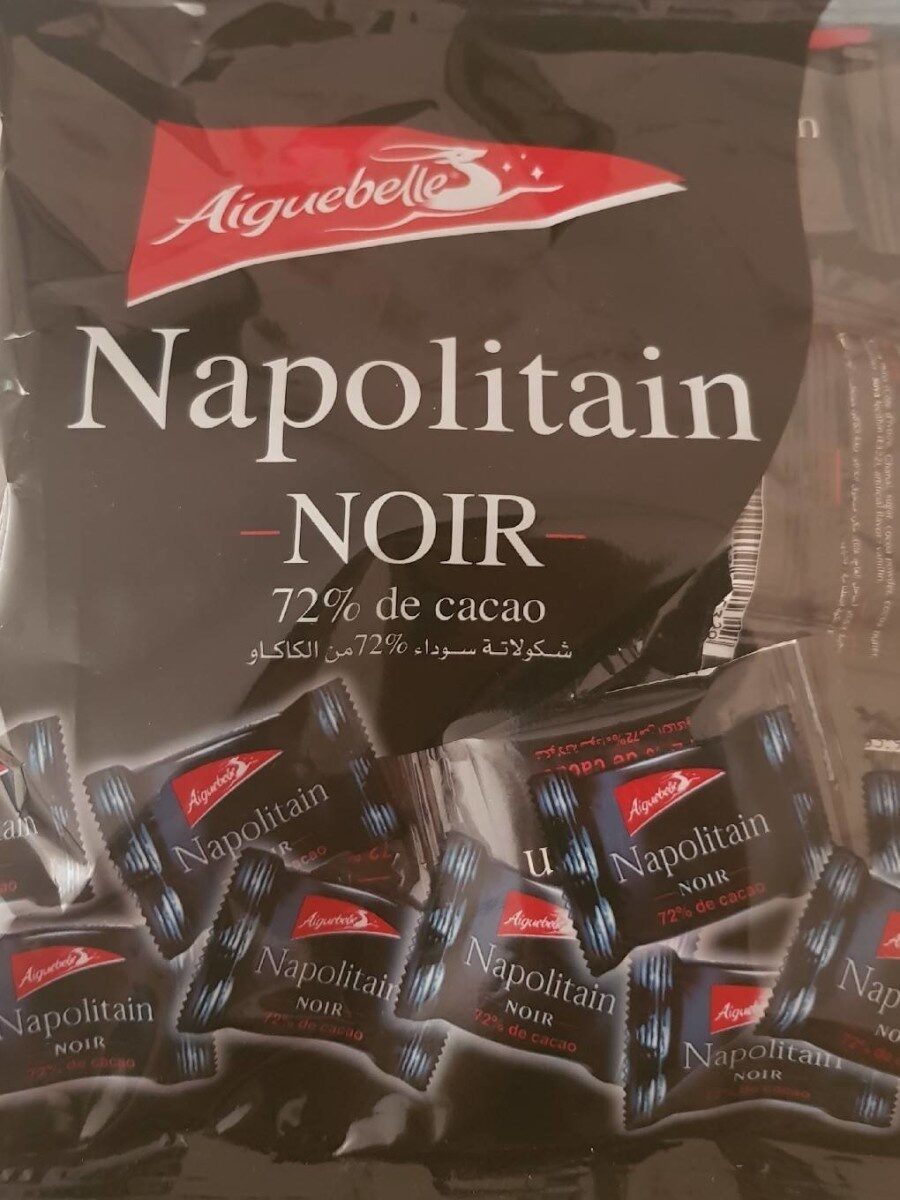 Aiguebelle
Napolitain
NOIR
72% de cacao
شكولاتة سوداء 72% من الكاكاو
Aiguebelle
Napolitain
Aiguebelle
Napolitain
NOIR
72% de cacao
Aiguebelle
Napolitain
NOIR
72% de cacao
Aiguebelle
Napolitain
NOIR
72% de cacao
Aiguebelle
Napolitain
NOIR
72% de cacao
Napolitain
NOIR